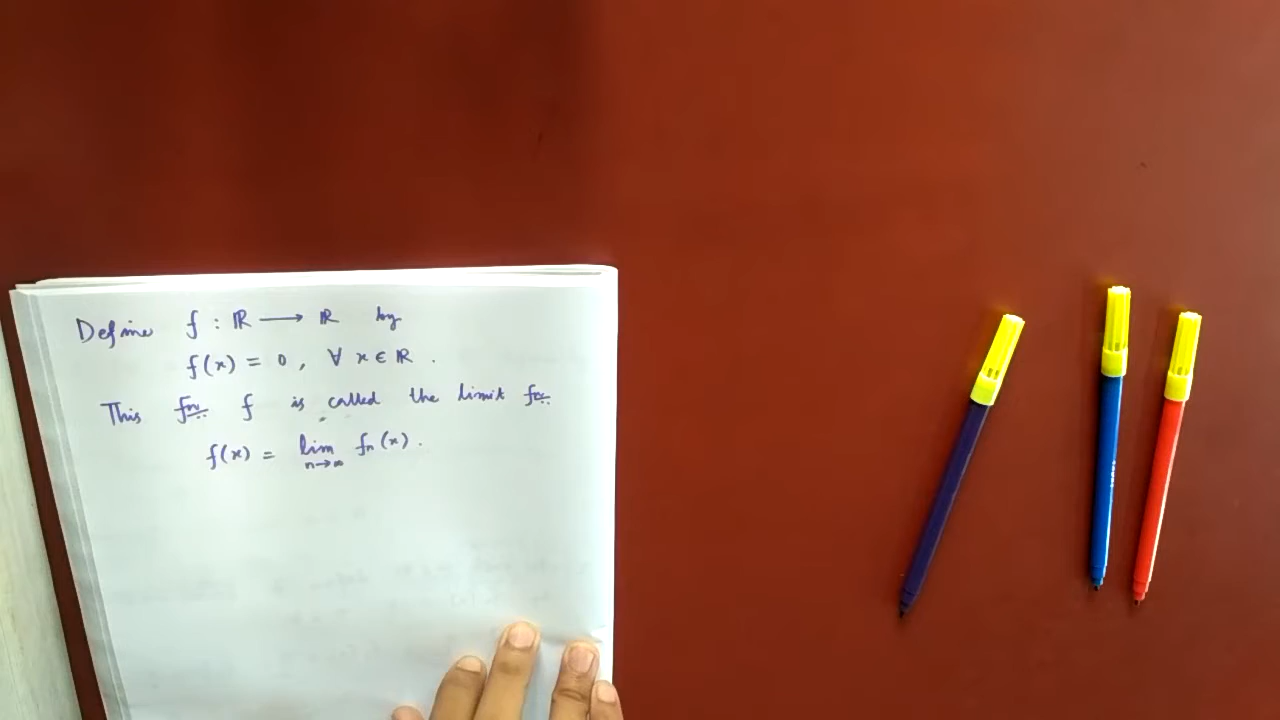 Define f : ℝ ⟶ ℝ by
f(x) = 0, ∀ x ∈ ℝ.
This fn f is called the limit fn.
f(x) = lim n→∞ fn(x).